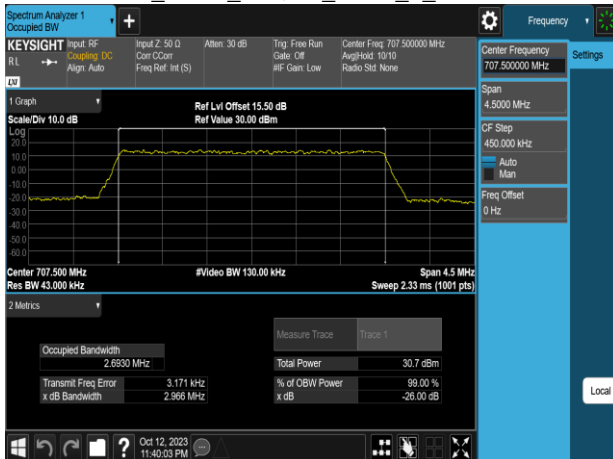 Spectrum Analyzer 1
Occupied BW
Frequency
KEYSIGHT Input: RF
RL
Coupling: DC
Align: Auto
Input Z: 50 Ω
Corr CCorr
Freq Ref: Int (S)
Atten: 30 dB
Trig: Free Run
Gate: Off
#IF Gain: Low
Center Freq: 707.500000 MHz
Avg|Hold: 10/10
Radio Std: None
LXI
Center Frequency
707.500000 MHz
Settings
Span
4.5000 MHz
CF Step
450.000 kHz
Auto
Man
Freq Offset
0 Hz
Local
1 Graph
Scale/Div 10.0 dB
Ref Lvl Offset 15.50 dB
Ref Value 30.00 dBm
Log
20.0
10.0
0.00
-10.0
-20.0
-30.0
-40.0
-50.0
-60.0
Center 707.500 MHz
Res BW 43.000 kHz
#Video BW 130.00 kHz
Span 4.5 MHz
Sweep 2.33 ms (1001 pts)
2 Metrics
Measure Trace Trace 1
Occupied Bandwidth
2.6930 MHz
Total Power 30.7 dBm
Transmit Freq Error 3.171 kHz
% of OBW Power 99.00 %
x dB Bandwidth 2.966 MHz
x dB -26.00 dB
?
Oct 12, 2023
11:40:03 PM